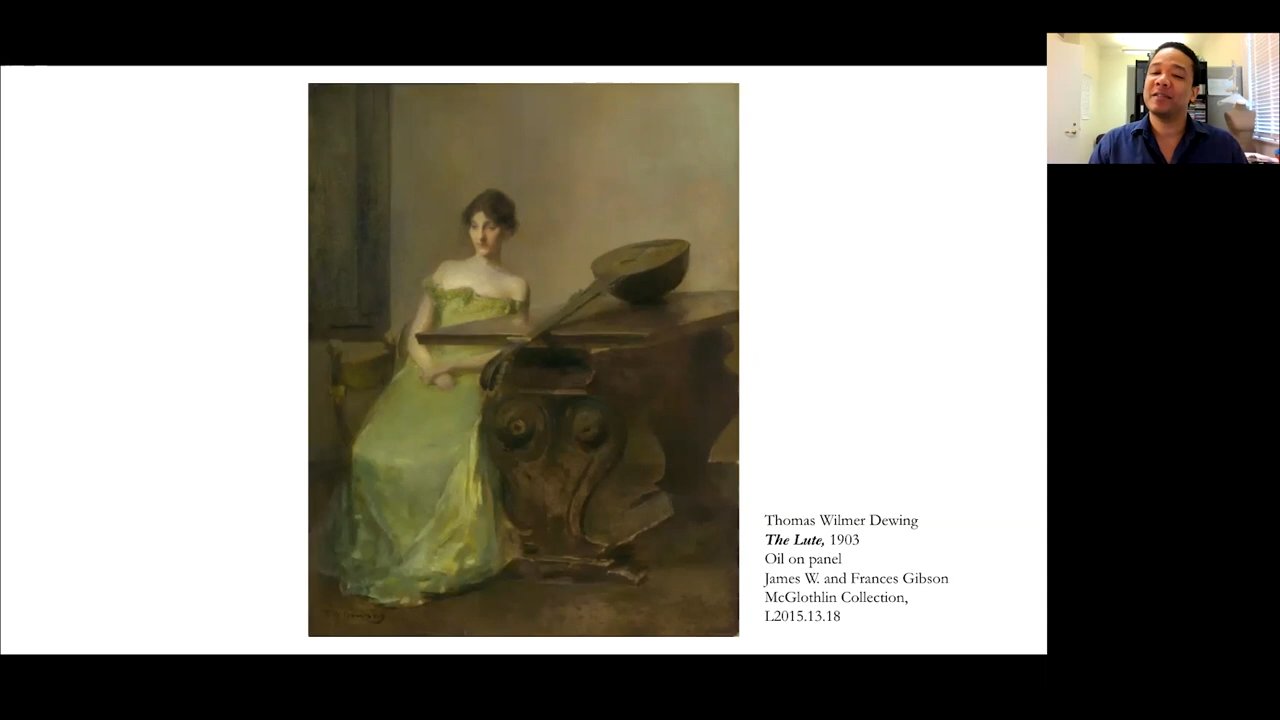 Thomas Wilmer Dewing
The Lute, 1903
Oil on panel
James W. and Frances Gibson
McGlothlin Collection,
L2015.13.18